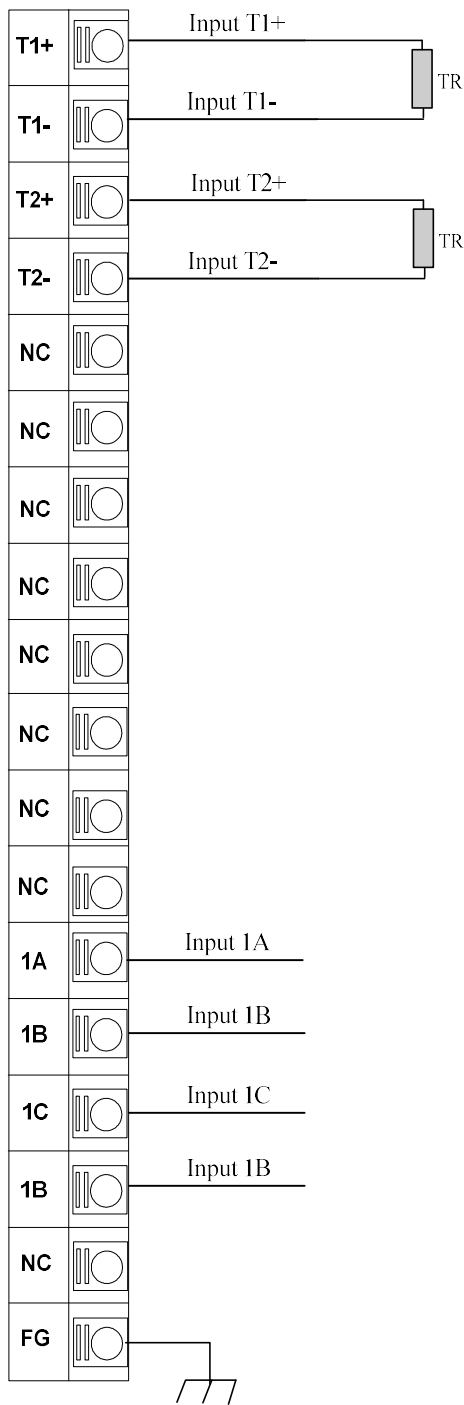 T1+ Input T1+
TR
T1- Input T1-
T2+ Input T2+
TR
T2- Input T2-
NC
NC
NC
NC
NC
NC
NC
NC
1A Input 1A
1B Input 1B
1C Input 1C
1B Input 1B
NC
FG